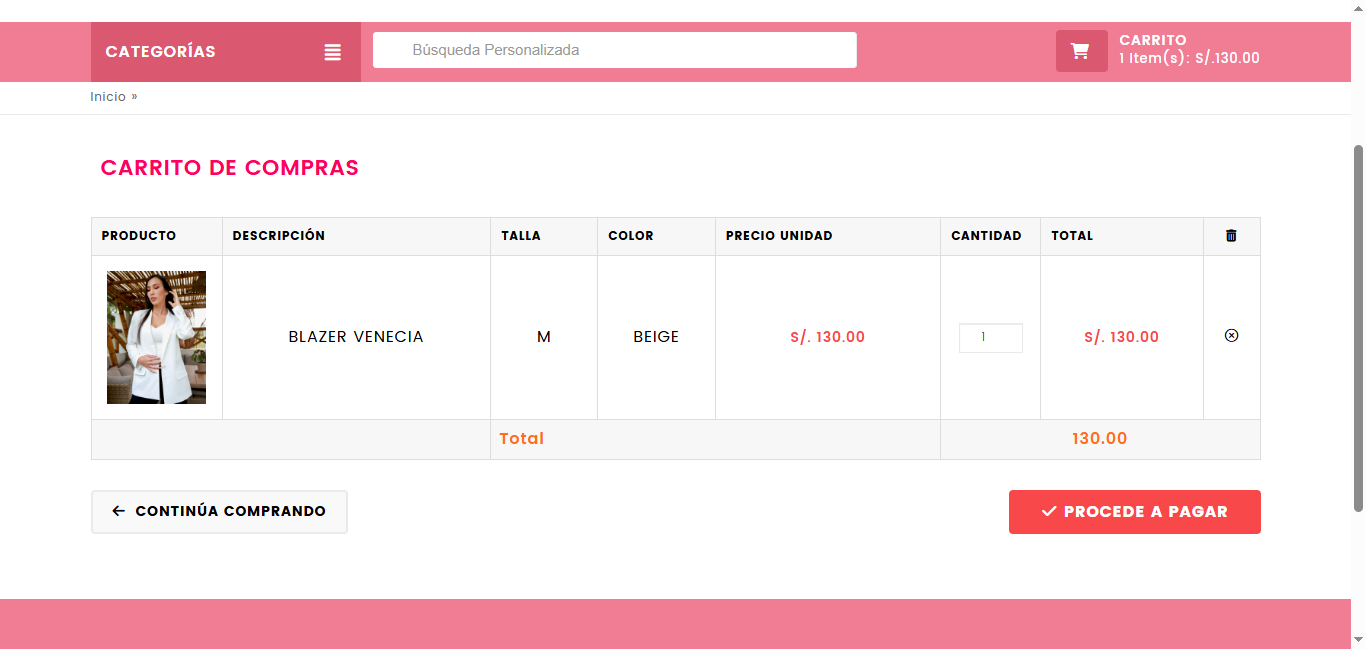 CATEGORÍAS
Búsqueda Personalizada
CARRITO
1 Item(s): S/.130.00
Inicio »
CARRITO DE COMPRAS
PRODUCTO DESCRIPCIÓN TALLA COLOR PRECIO UNIDAD CANTIDAD TOTAL
BLAZER VENECIA M BEIGE S/. 130.00 1 S/. 130.00
Total 130.00
CONTINÚA COMPRANDO
PROCEDE A PAGAR